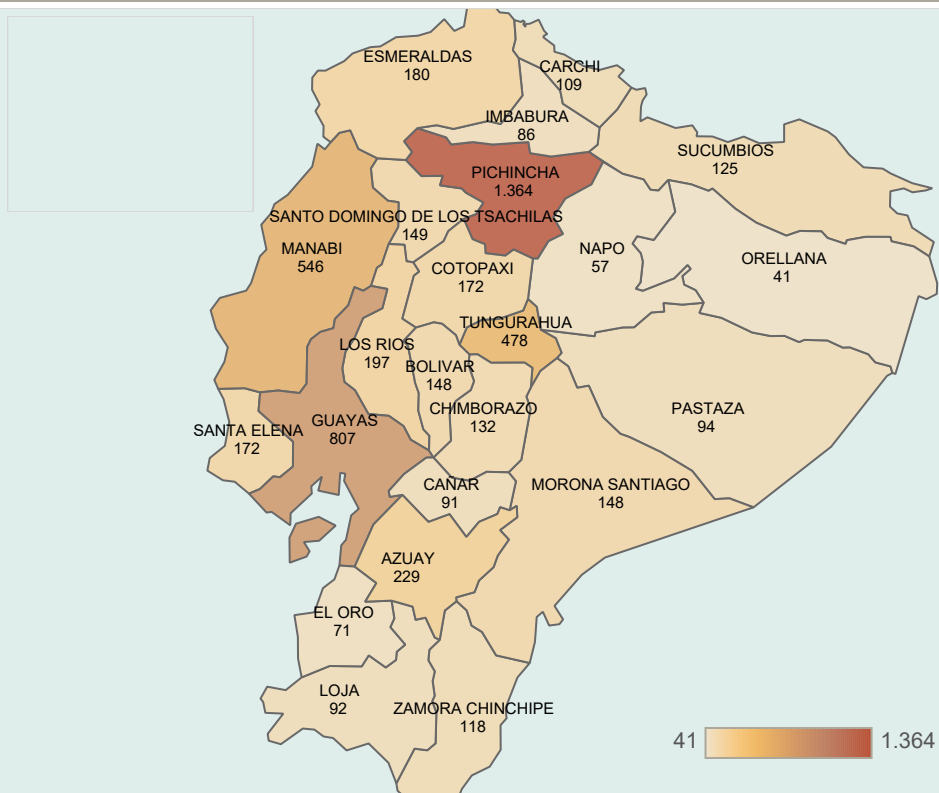 ESMERALDAS
180
CARCHI
109
IMBABURA
86
SUCUMBIOS
125
PICHINCHA
1.364
SANTO DOMINGO DE LOS TSACHILAS
149
MANABI
546
NAPO
57
ORELLANA
41
COTOPAXI
172
TUNGURAHUA
478
LOS RIOS
197
BOLIVAR
148
CHIMBORAZO
132
PASTAZA
94
SANTA ELENA
172
GUAYAS
807
CAÑAR
91
MORONA SANTIAGO
148
AZUAY
229
EL ORO
71
LOJA
92
ZAMORA CHINCHIPE
118
41
1.364